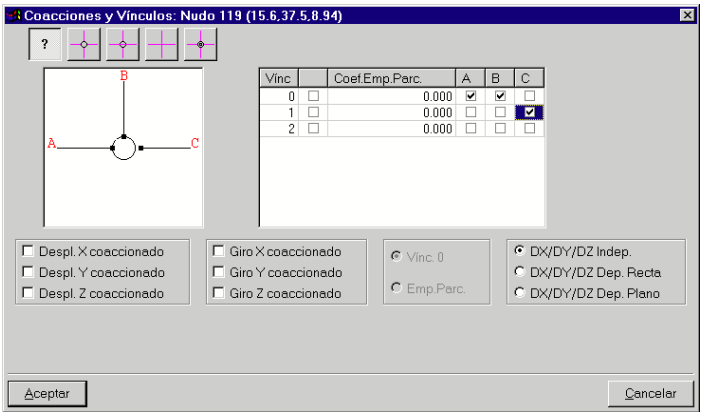 Coacciones y Vínculos: Nudo 119 (15.6,37.5,8.94)
?
B
A C
Vínc Coef.Emp.Parc. A B C
0 0.000
1 0.000
2 0.000
Despl. X coaccionado
Despl. Y coaccionado
Despl. Z coaccionado
Giro X coaccionado
Giro Y coaccionado
Giro Z coaccionado
Vínc. 0
Emp.Parc.
DX/DY/DZ Indep.
DX/DY/DZ Dep. Recta
DX/DY/DZ Dep. Plano
Aceptar
Cancelar